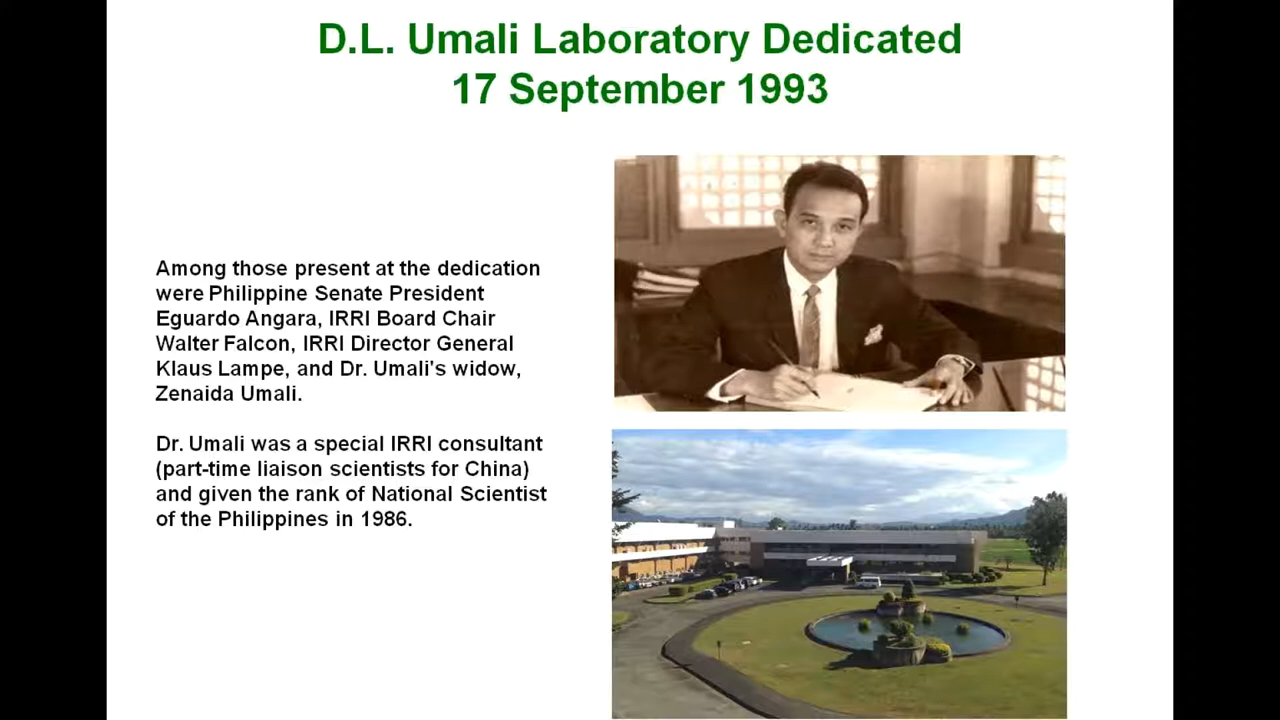 D.L. Umali Laboratory Dedicated
17 September 1993
Among those present at the dedication
were Philippine Senate President
Eguardo Angara, IRRI Board Chair
Walter Falcon, IRRI Director General
Klaus Lampe, and Dr. Umali's widow,
Zenaida Umali.
Dr. Umali was a special IRRI consultant
(part-time liaison scientists for China)
and given the rank of National Scientist
of the Philippines in 1986.